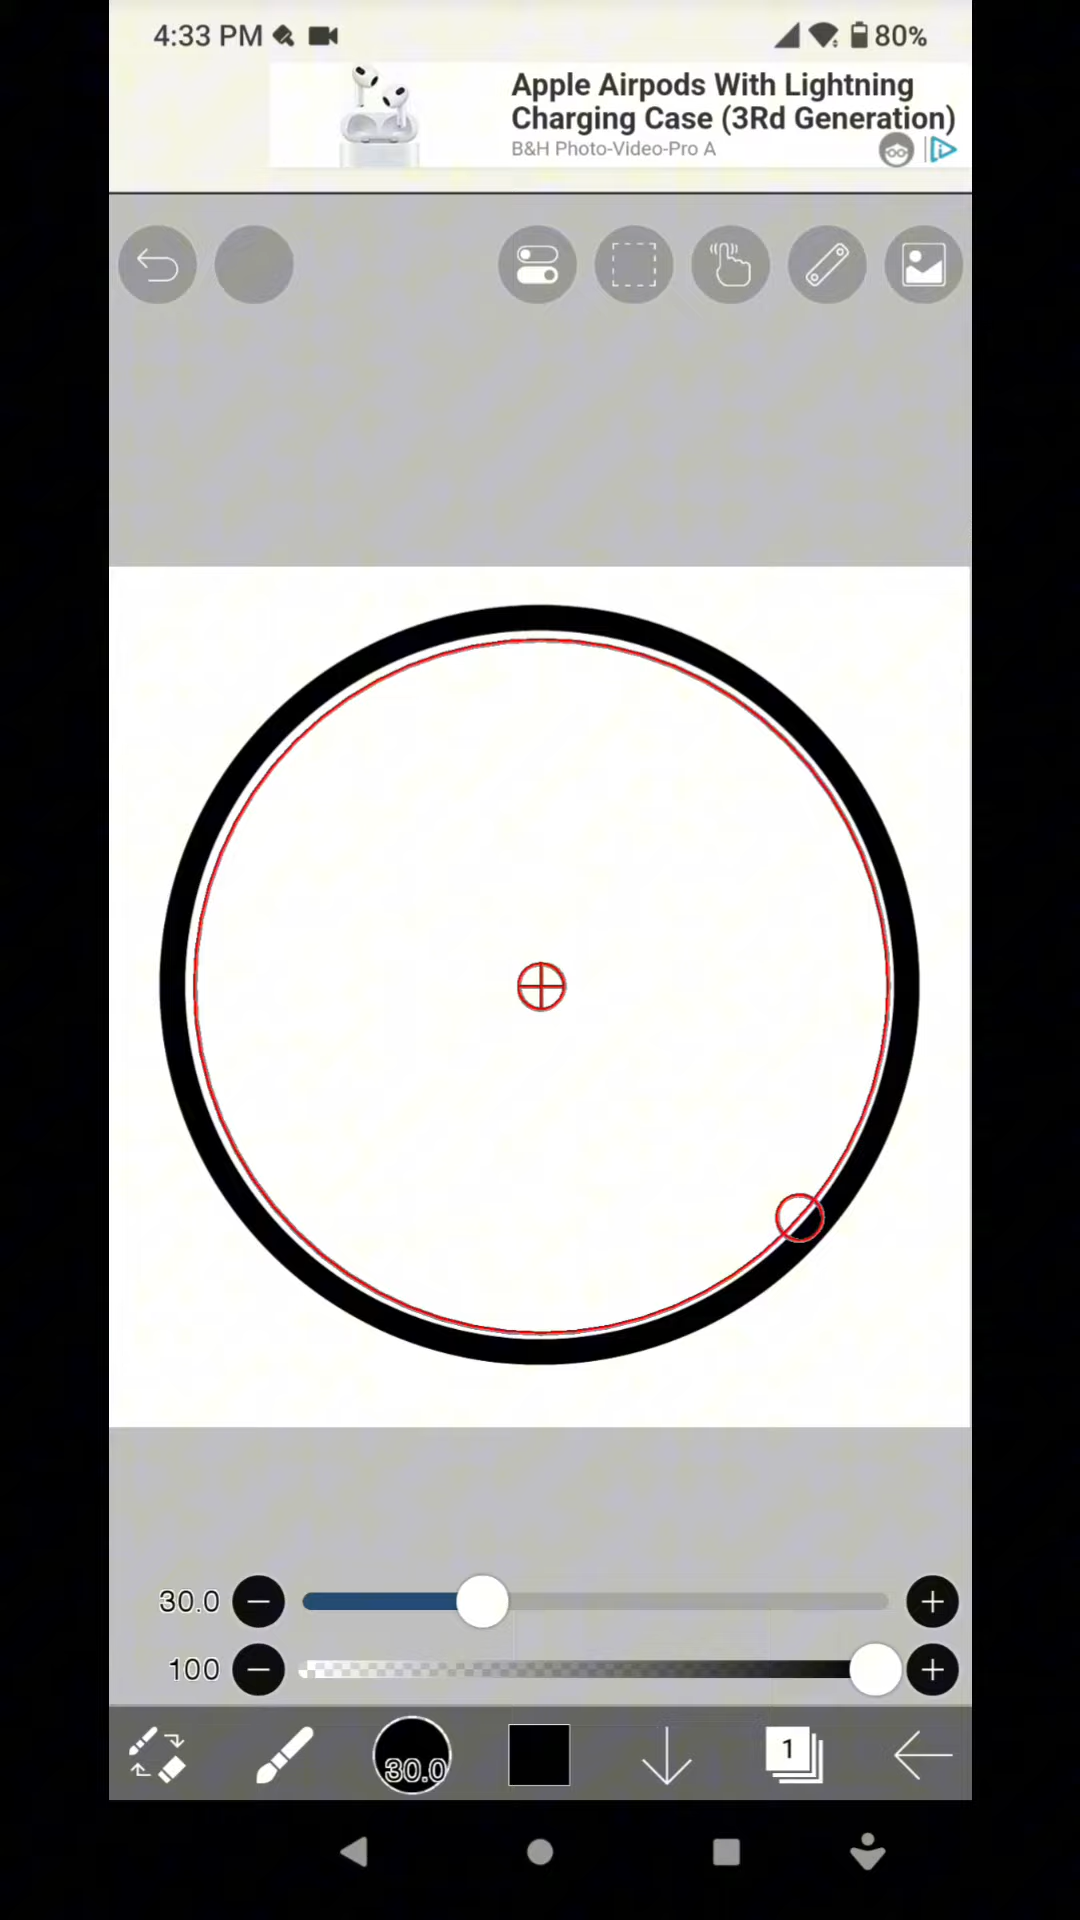 4:33 PM
80%
Apple Airpods With Lightning
Charging Case (3Rd Generation)
B&H Photo-Video-Pro A
30.0
100
30.0
1